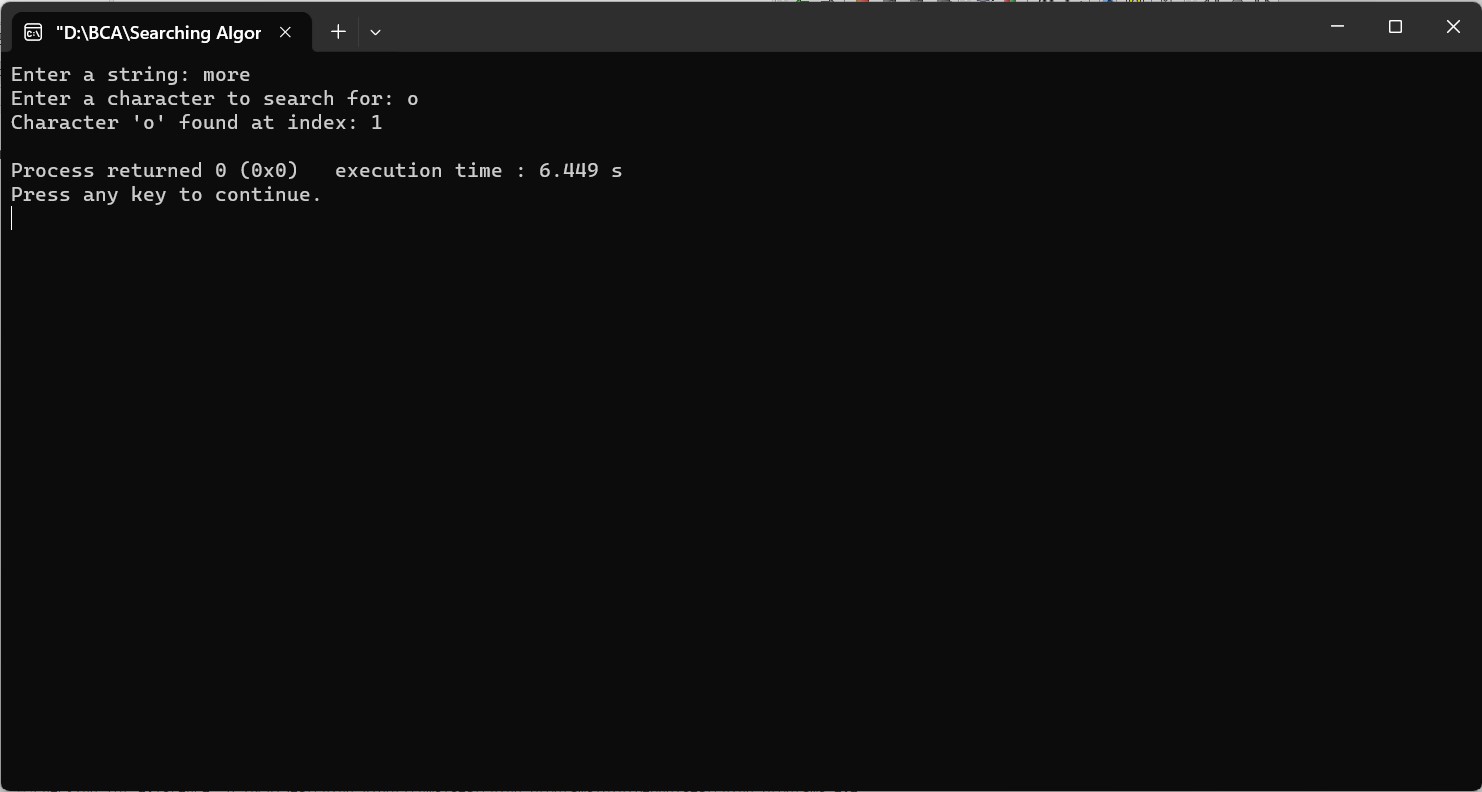 "D:\BCA\Searching Algor
Enter a string: more
Enter a character to search for: o
Character 'o' found at index: 1
Process returned 0 (0x0)   execution time : 6.449 s
Press any key to continue.